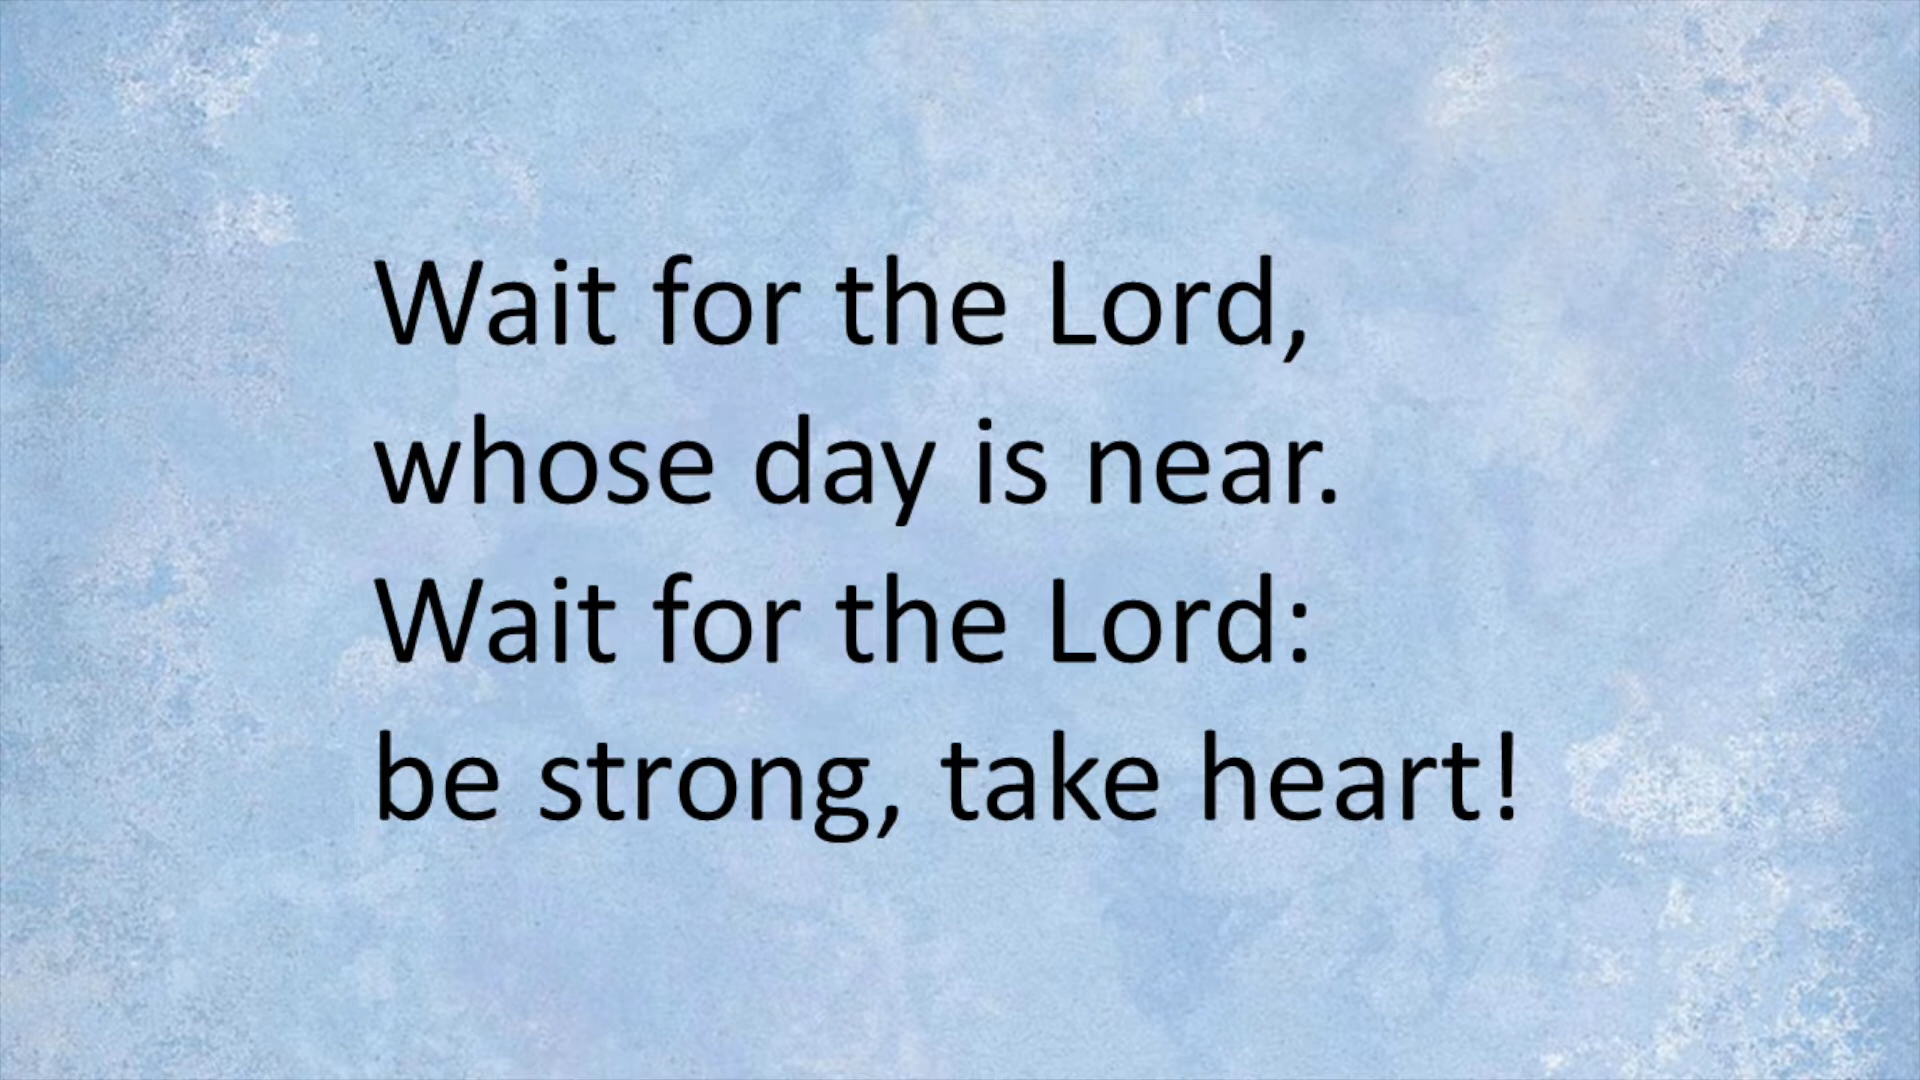 Wait for the Lord,
whose day is near.
Wait for the Lord:
be strong, take heart!